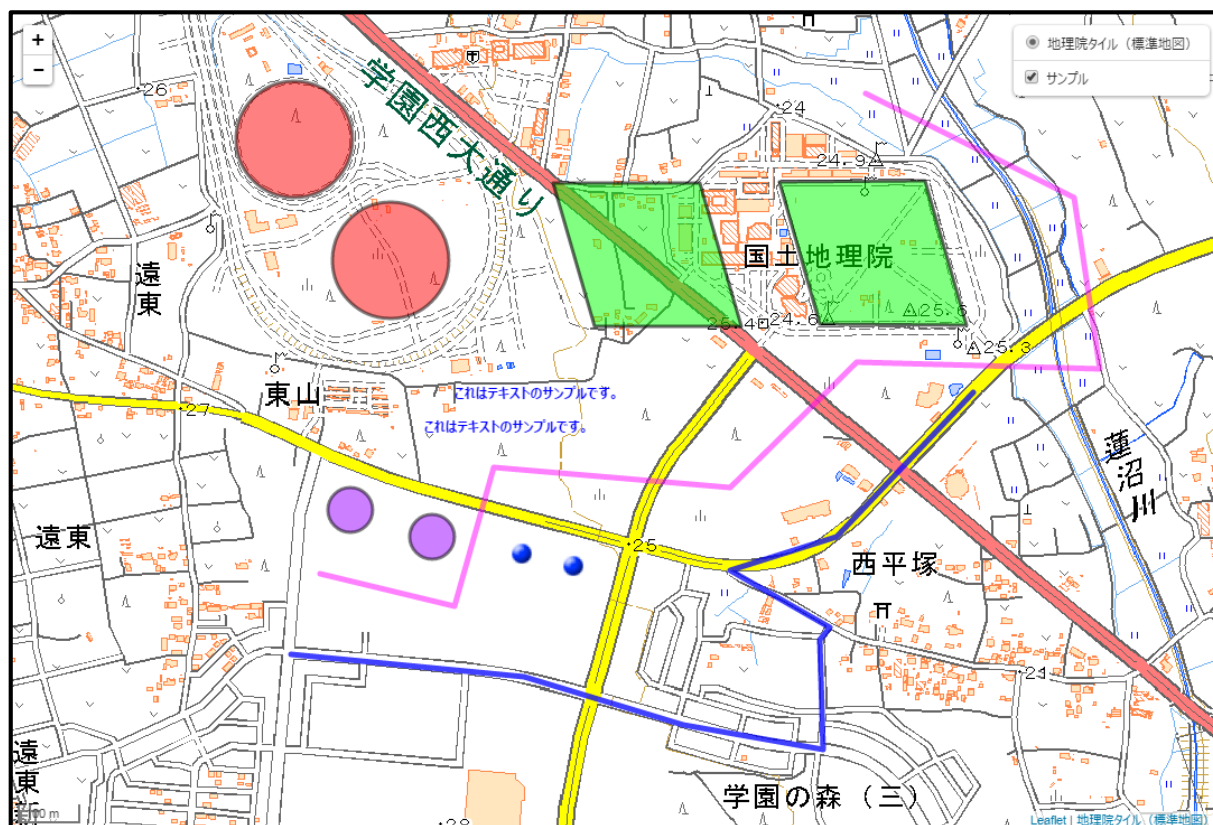 +
−
地理院タイル（標準地図）
サンプル
26
学園西大通り
24
24.9
遠東
国土地理院
25.4
24.6
25.6
25.3
東山
27
これはテキストのサンプルです。
これはテキストのサンプルです。
蓮沼川
遠東
25
西平塚
21
遠東
学園の森（三）
28
Leaflet | 地理院タイル（標準地図）